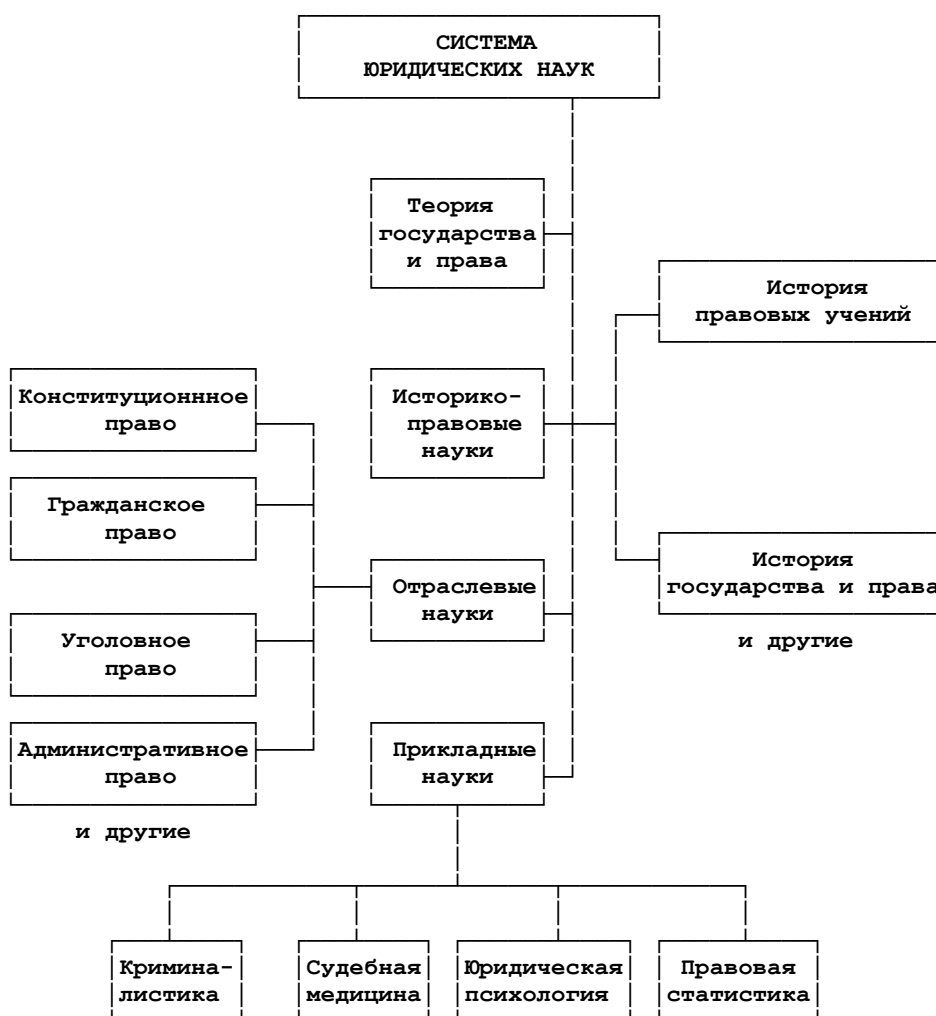 СИСТЕМА
ЮРИДИЧЕСКИХ НАУК
Теория
государства
и права
История
правовых учений
Историко-
правовые
науки
Конституционнное
право
Гражданское
право
История
государства и права
и другие
Отраслевые
науки
Уголовное
право
Административное
право
и другие
Прикладные
науки
Кримина-
листика
Судебная
медицина
Юридическая
психология
Правовая
статистика